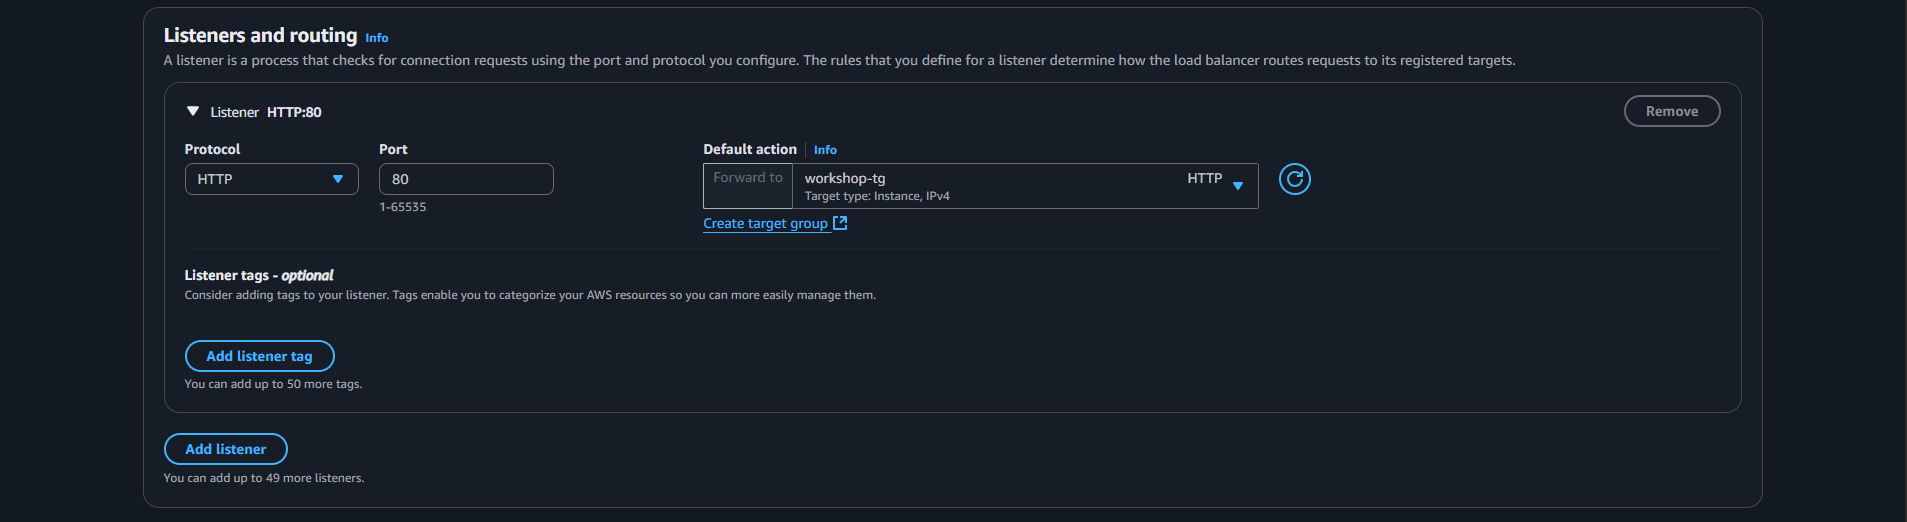 Listeners and routing Info
A listener is a process that checks for connection requests using the port and protocol you configure. The rules that you define for a listener determine how the load balancer routes requests to its registered targets.
Listener HTTP:80
Remove
Protocol
Port
Default action Info
HTTP
80
Forward to
workshop-tg
HTTP
Target type: Instance, IPv4
1-65535
Create target group
Listener tags - optional
Consider adding tags to your listener. Tags enable you to categorize your AWS resources so you can more easily manage them.
Add listener tag
You can add up to 50 more tags.
Add listener
You can add up to 49 more listeners.